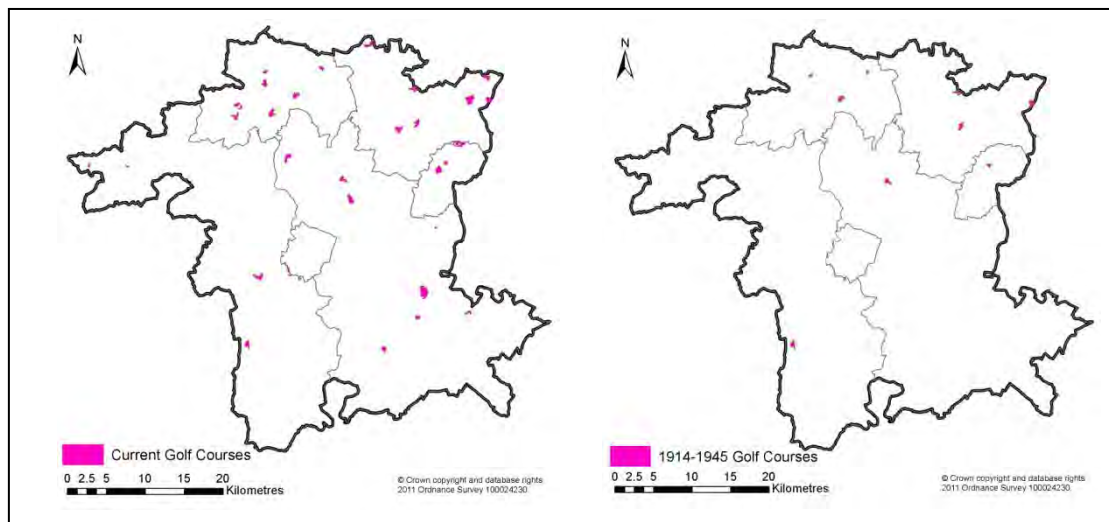 N
Current Golf Courses
0 2.5 5 10 15 20
Kilometres
© Crown copyright and database rights
2011 Ordnance Survey 100024230.
N
1914-1945 Golf Courses
0 2.5 5 10 15 20
Kilometres
© Crown copyright and database rights
2011 Ordnance Survey 100024230.